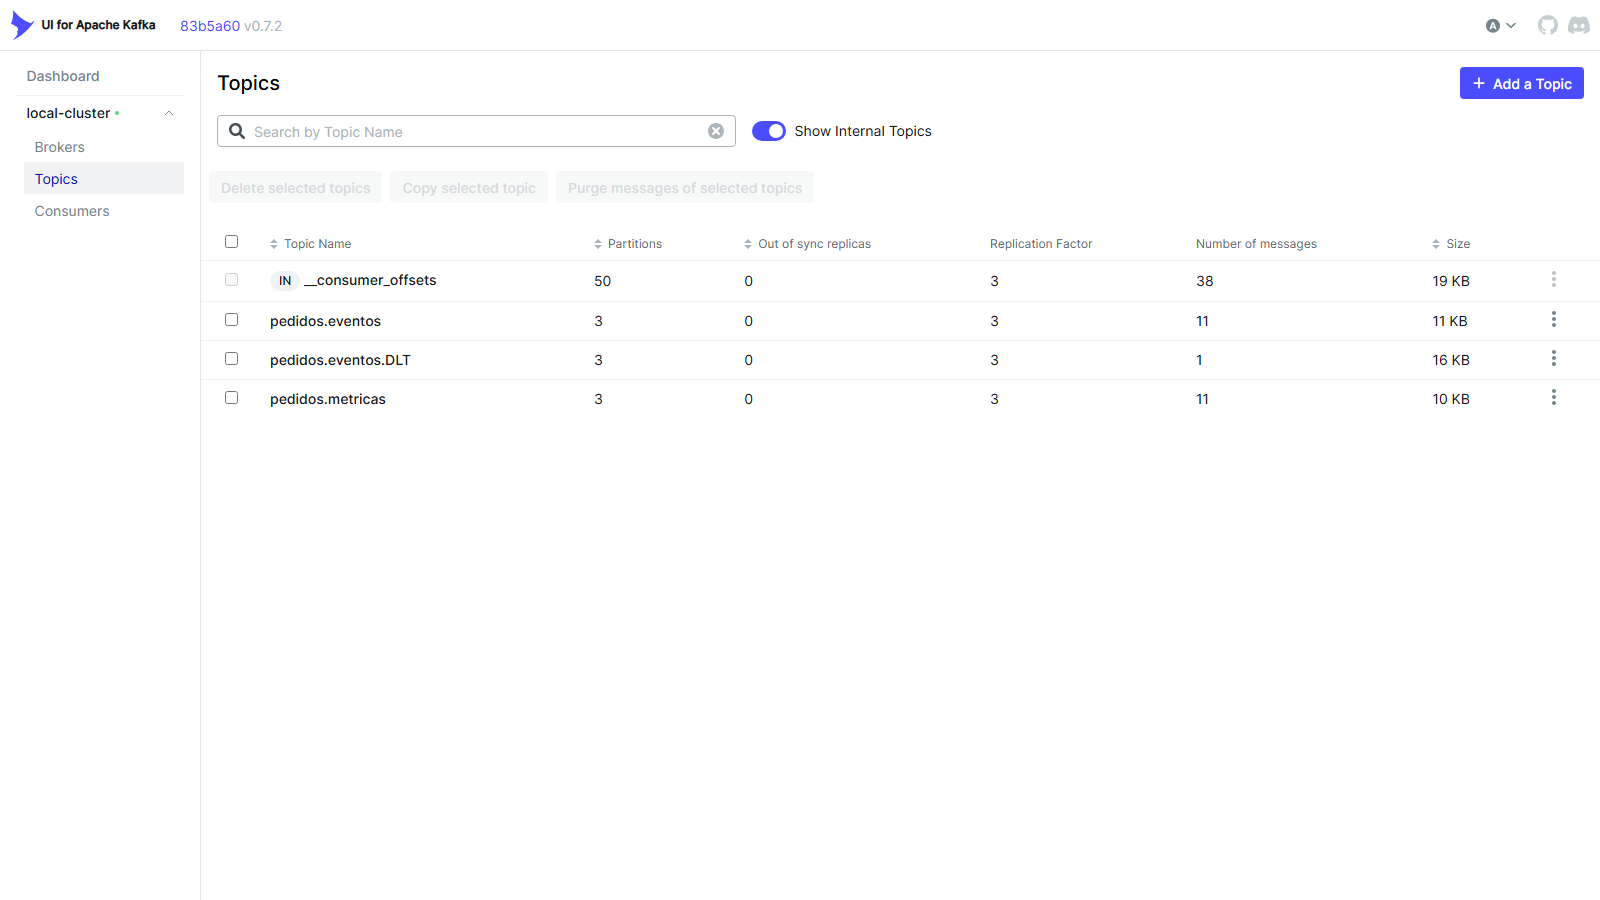 UI for Apache Kafka 83b5a60 v0.7.2 A
Dashboard
local-cluster
Brokers
Topics
Consumers
Topics
Add a Topic
Search by Topic Name
Show Internal Topics
Delete selected topics Copy selected topic Purge messages of selected topics
Topic Name Partitions Out of sync replicas Replication Factor Number of messages Size
IN __consumer_offsets 50 0 3 38 19 KB
pedidos.eventos 3 0 3 11 11 KB
pedidos.eventos.DLT 3 0 3 1 16 KB
pedidos.metricas 3 0 3 11 10 KB